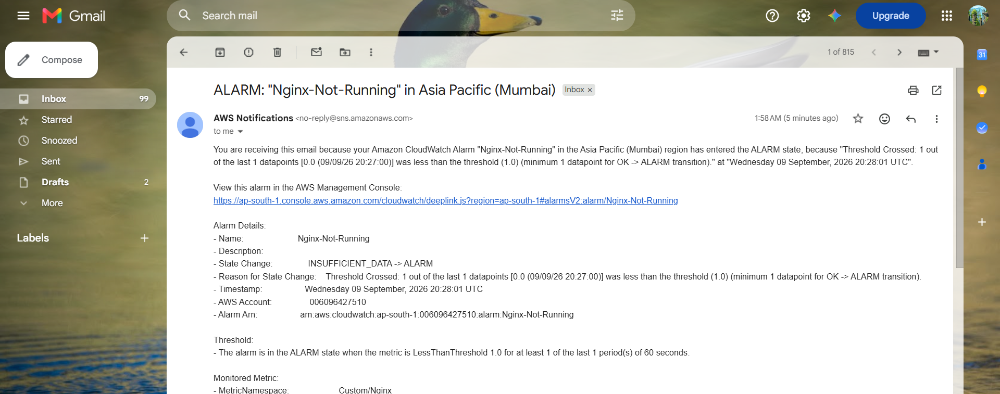 Gmail
Search mail
Upgrade
Compose
1 of 815
31
Inbox 99
Starred
Snoozed
Sent
Drafts 2
More
Labels
ALARM: "Nginx-Not-Running" in Asia Pacific (Mumbai) Inbox ×
AWS Notifications <no-reply@sns.amazonaws.com> 1:58 AM (5 minutes ago)
to me
You are receiving this email because your Amazon CloudWatch Alarm "Nginx-Not-Running" in the Asia Pacific (Mumbai) region has entered the ALARM state, because "Threshold Crossed: 1 out
of the last 1 datapoints [0.0 (09/09/26 20:27:00)] was less than the threshold (1.0) (minimum 1 datapoint for OK -> ALARM transition)." at "Wednesday 09 September, 2026 20:28:01 UTC".
View this alarm in the AWS Management Console:
https://ap-south-1.console.aws.amazon.com/cloudwatch/deeplink.js?region=ap-south-1#alarmsV2:alarm/Nginx-Not-Running
Alarm Details:
- Name: Nginx-Not-Running
- Description:
- State Change: INSUFFICIENT_DATA -> ALARM
- Reason for State Change: Threshold Crossed: 1 out of the last 1 datapoints [0.0 (09/09/26 20:27:00)] was less than the threshold (1.0) (minimum 1 datapoint for OK -> ALARM transition).
- Timestamp: Wednesday 09 September, 2026 20:28:01 UTC
- AWS Account: 006096427510
- Alarm Arn: arn:aws:cloudwatch:ap-south-1:006096427510:alarm:Nginx-Not-Running
Threshold:
- The alarm is in the ALARM state when the metric is LessThanThreshold 1.0 for at least 1 of the last 1 period(s) of 60 seconds.
Monitored Metric:
- MetricNamespace: Custom/Nginx